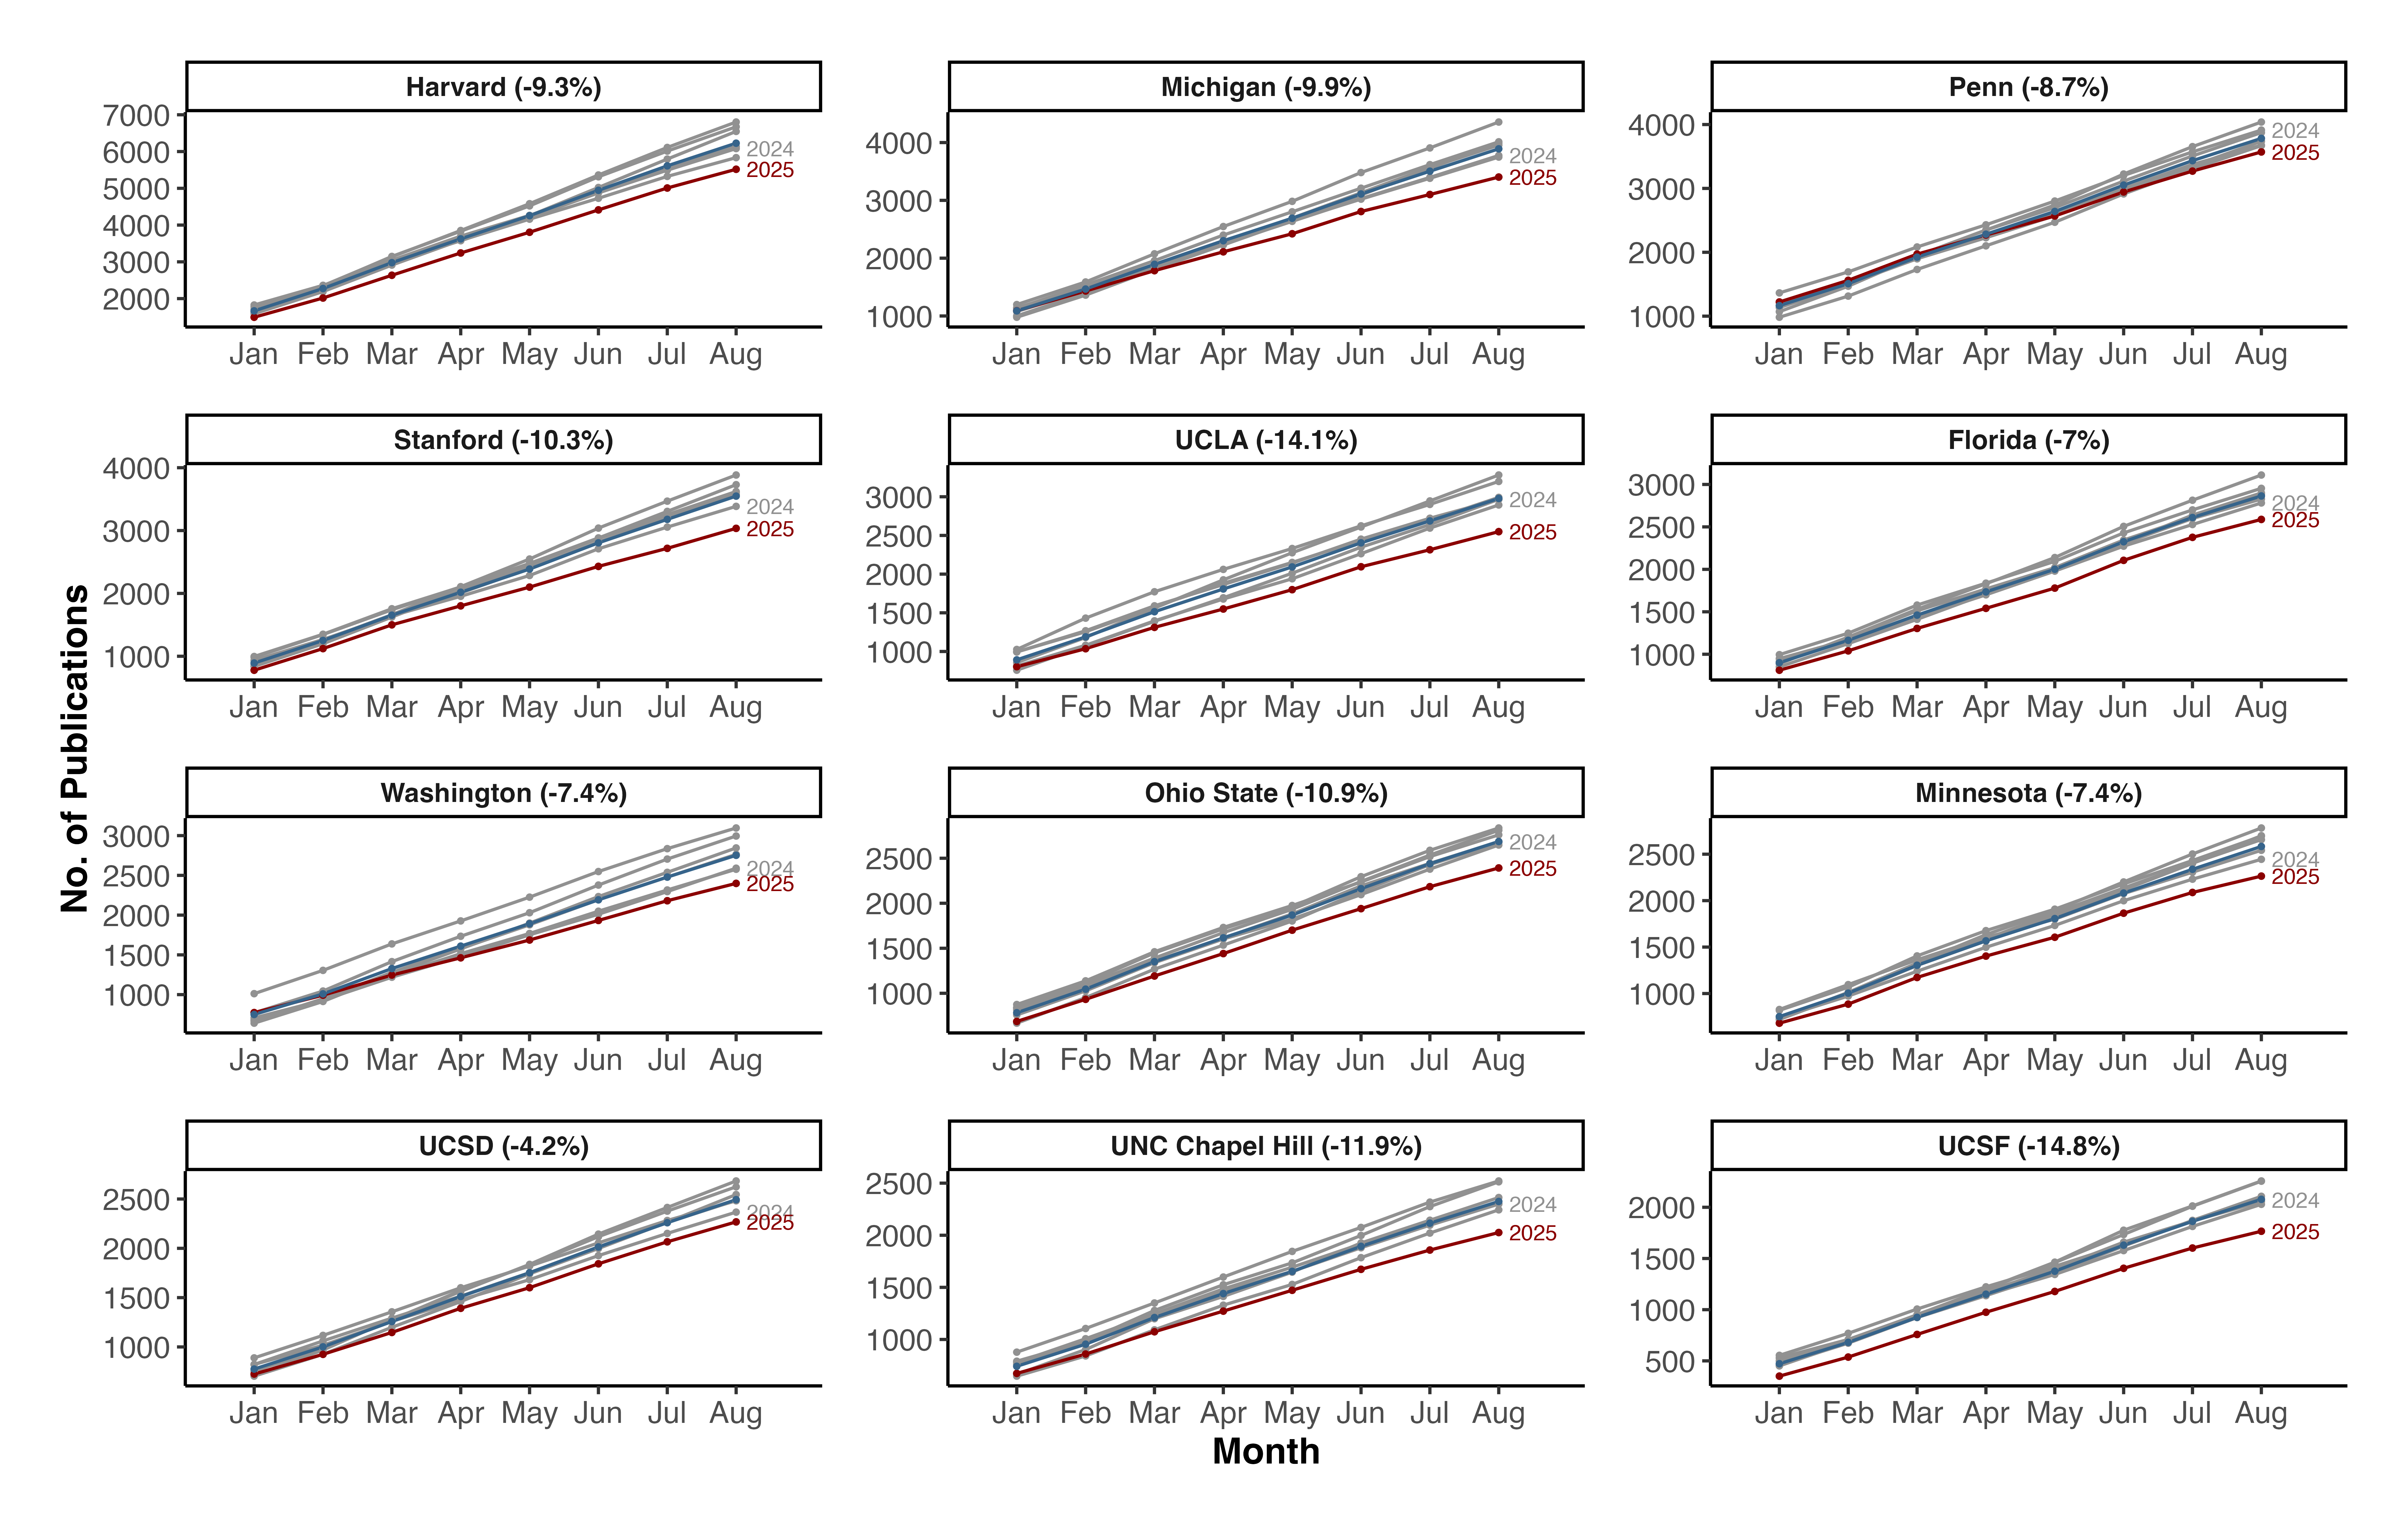 Harvard (-9.3%)
7000
6000
5000
4000
3000
2000
2024
2025
Jan Feb Mar Apr May Jun Jul Aug
Michigan (-9.9%)
4000
3000
2000
1000
2024
2025
Jan Feb Mar Apr May Jun Jul Aug
Penn (-8.7%)
4000
3000
2000
1000
2024
2025
Jan Feb Mar Apr May Jun Jul Aug
Stanford (-10.3%)
4000
3000
2000
1000
2024
2025
Jan Feb Mar Apr May Jun Jul Aug
UCLA (-14.1%)
3000
2500
2000
1500
1000
2024
2025
Jan Feb Mar Apr May Jun Jul Aug
Florida (-7%)
3000
2500
2000
1500
1000
2024
2025
Jan Feb Mar Apr May Jun Jul Aug
No. of Publications
Washington (-7.4%)
3000
2500
2000
1500
1000
2024
2025
Jan Feb Mar Apr May Jun Jul Aug
Ohio State (-10.9%)
2500
2000
1500
1000
2024
2025
Jan Feb Mar Apr May Jun Jul Aug
Minnesota (-7.4%)
2500
2000
1500
1000
2024
2025
Jan Feb Mar Apr May Jun Jul Aug
UCSD (-4.2%)
2500
2000
1500
1000
2024
2025
Jan Feb Mar Apr May Jun Jul Aug
UNC Chapel Hill (-11.9%)
2500
2000
1500
1000
2024
2025
Jan Feb Mar Apr May Jun Jul Aug
UCSF (-14.8%)
2000
1500
1000
500
2024
2025
Jan Feb Mar Apr May Jun Jul Aug
Month